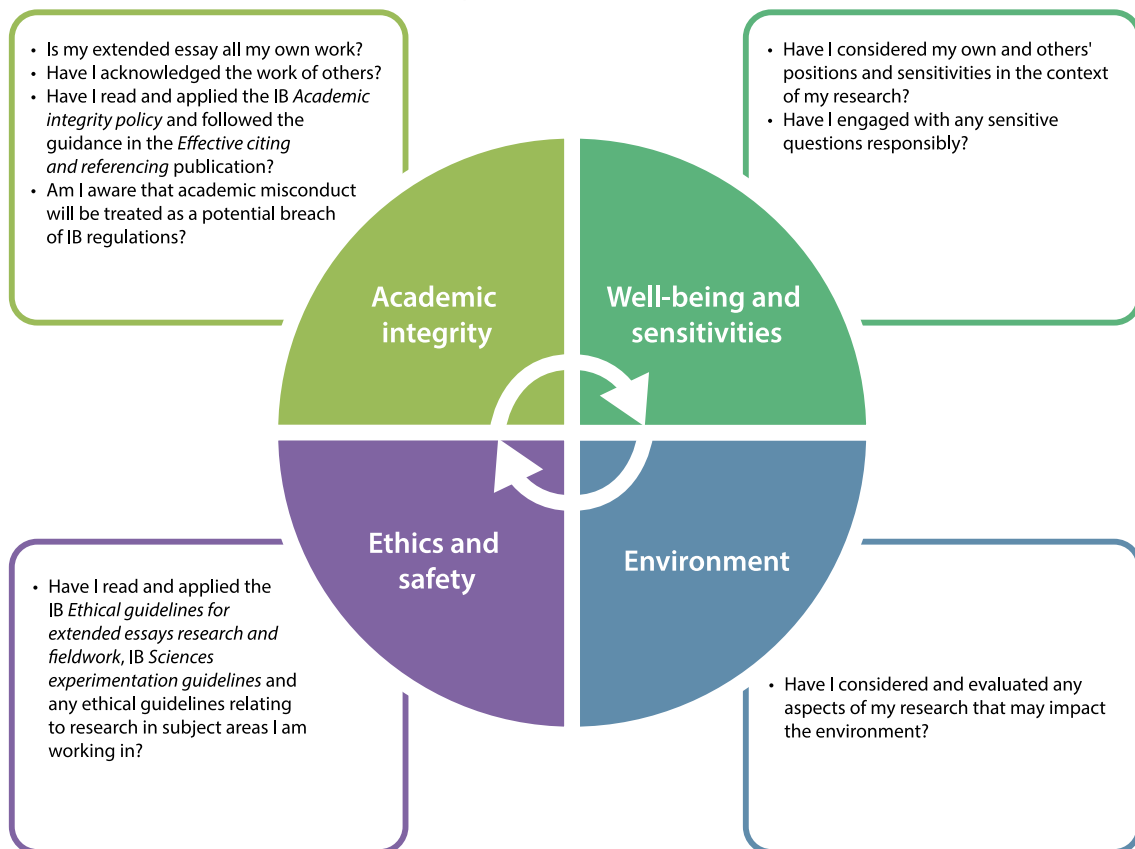 • Is my extended essay all my own work?
• Have I acknowledged the work of others?
• Have I read and applied the IB Academic
integrity policy and followed the
guidance in the Effective citing
and referencing publication?
• Am I aware that academic misconduct
will be treated as a potential breach
of IB regulations?
• Have I considered my own and others'
positions and sensitivities in the context
of my research?
• Have I engaged with any sensitive
questions responsibly?
Academic
integrity
Well-being and
sensitivities
Ethics and
safety
Environment
• Have I read and applied the
IB Ethical guidelines for
extended essays research and
fieldwork, IB Sciences
experimentation guidelines and
any ethical guidelines relating
to research in subject areas I am
working in?
• Have I considered and evaluated any
aspects of my research that may impact
the environment?